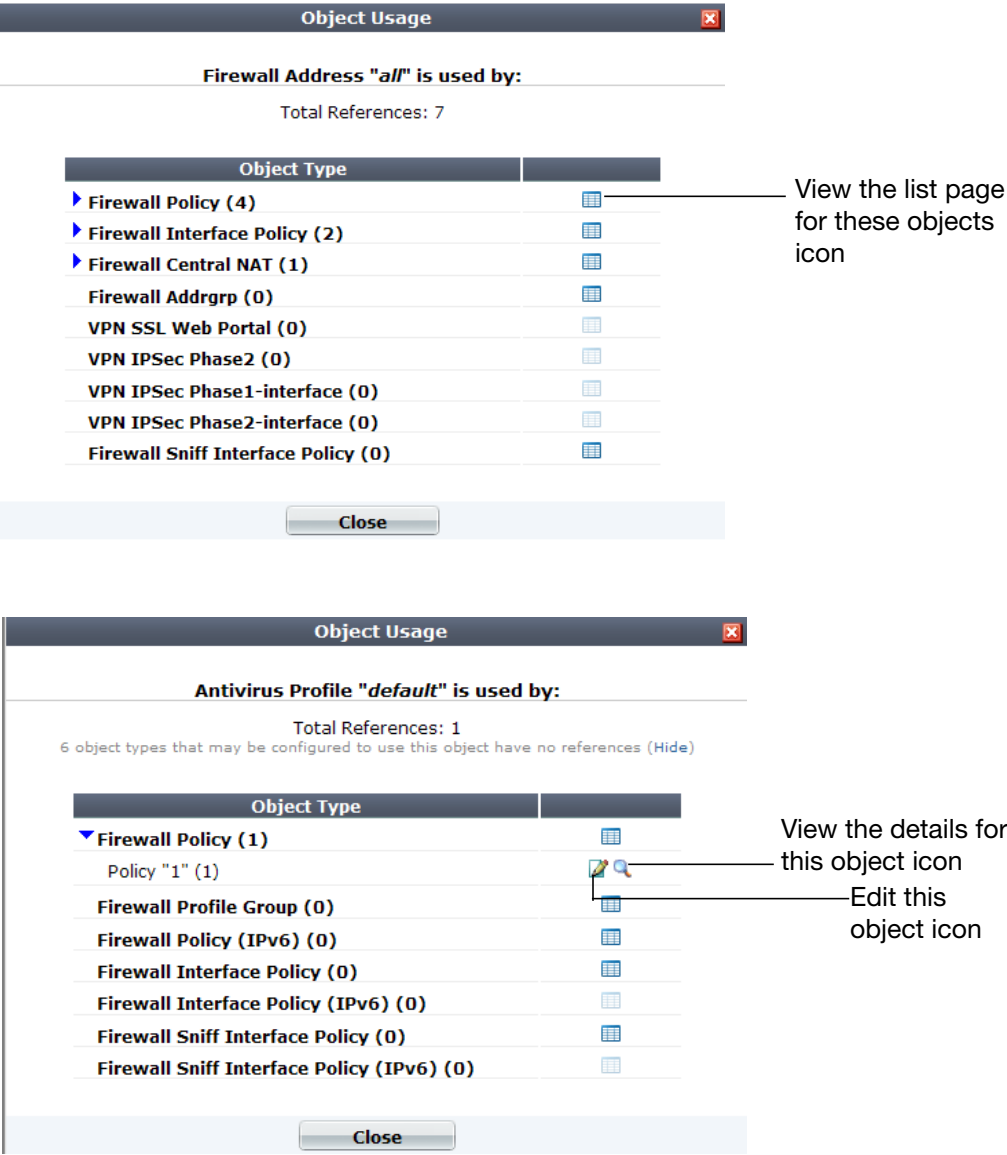 Object Usage
Firewall Address "all" is used by:
Total References: 7
Object Type
Firewall Policy (4)
View the list page
for these objects
icon
Firewall Interface Policy (2)
Firewall Central NAT (1)
Firewall Addrgrp (0)
VPN SSL Web Portal (0)
VPN IPSec Phase2 (0)
VPN IPSec Phase1-interface (0)
VPN IPSec Phase2-interface (0)
Firewall Sniff Interface Policy (0)
Close
Object Usage
Antivirus Profile "default" is used by:
Total References: 1
6 object types that may be configured to use this object have no references (Hide)
Object Type
Firewall Policy (1)
Policy "1" (1)
View the details for
this object icon
Edit this
object icon
Firewall Profile Group (0)
Firewall Policy (IPv6) (0)
Firewall Interface Policy (0)
Firewall Interface Policy (IPv6) (0)
Firewall Sniff Interface Policy (0)
Firewall Sniff Interface Policy (IPv6) (0)
Close